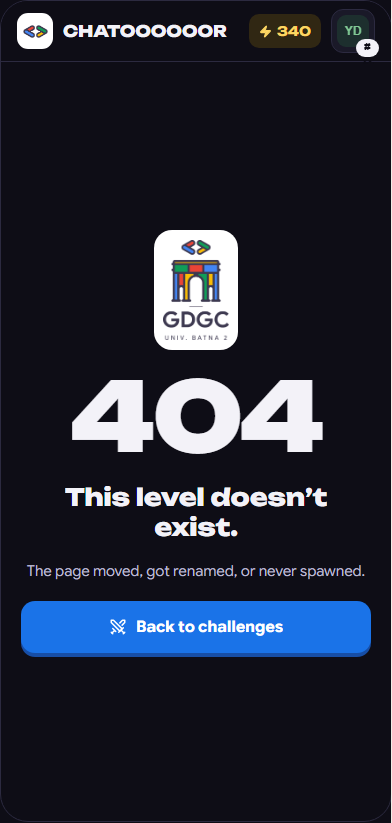 CHATOOOOOOR
340
YD
#
GDGC
UNIV. BATNA 2
404
This level doesn’t
exist.
The page moved, got renamed, or never spawned.
Back to challenges